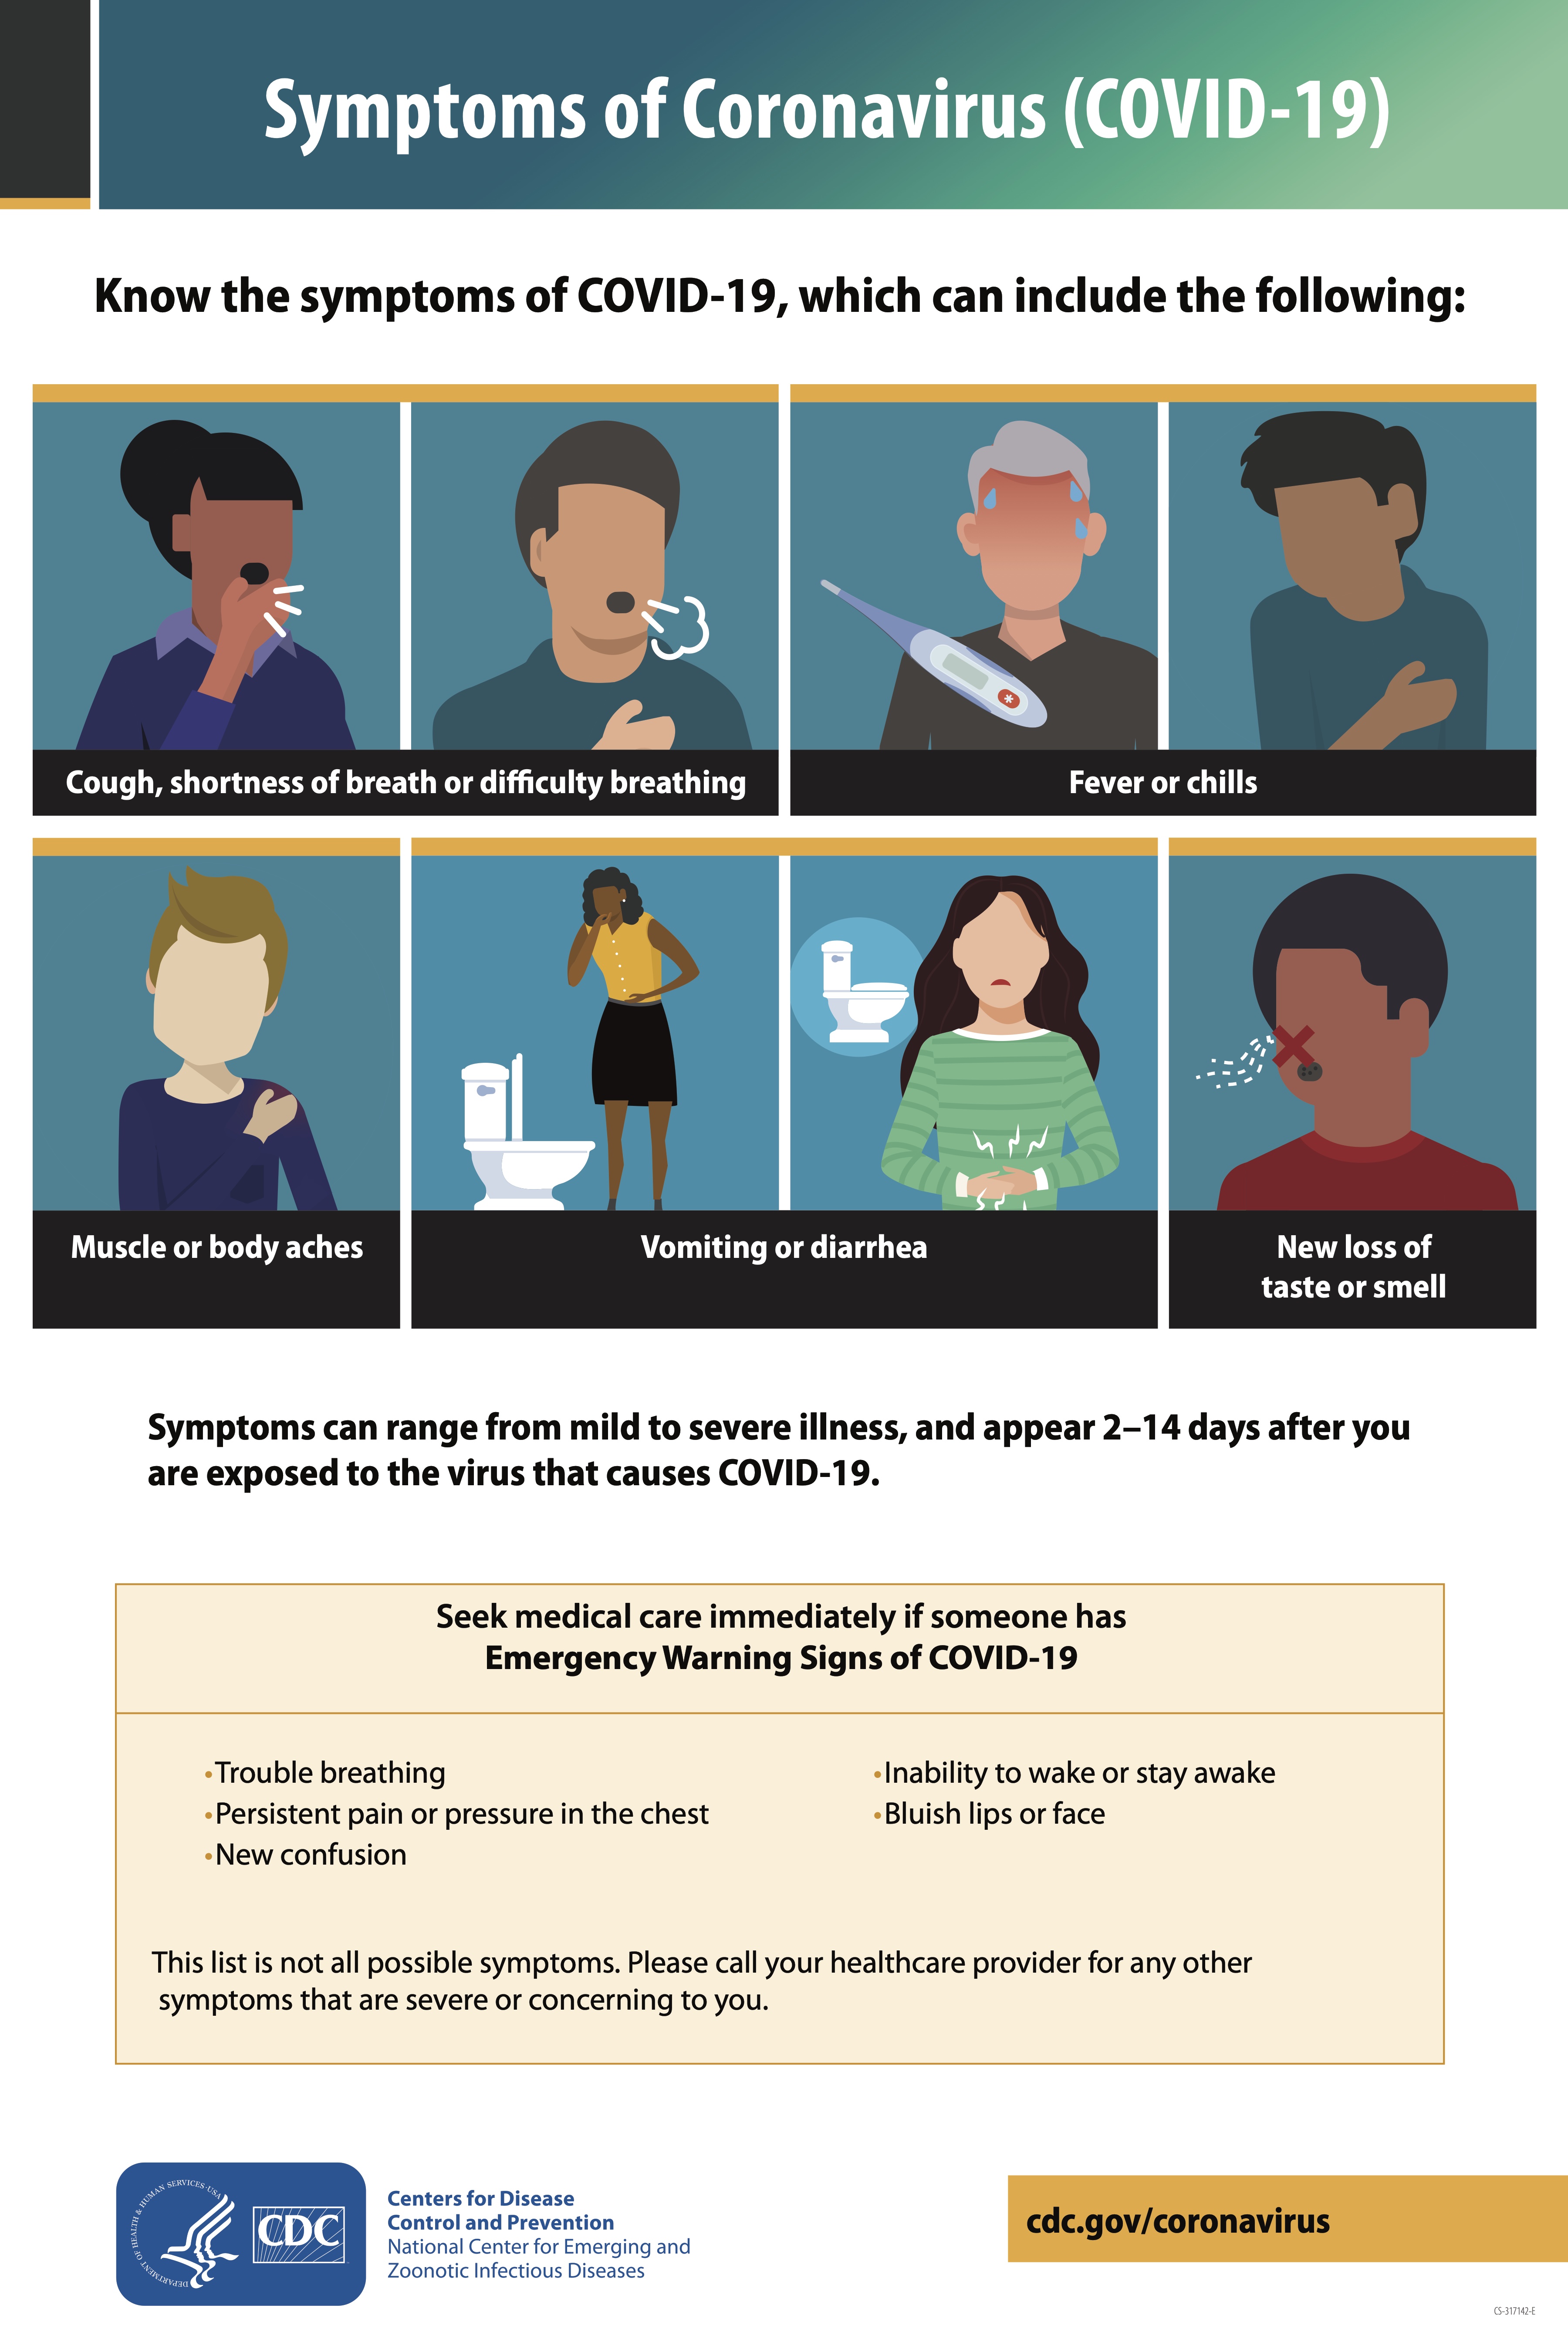 Symptoms of Coronavirus (COVID-19)
Know the symptoms of COVID-19, which can include the following:
Cough, shortness of breath or difficulty breathing
Fever or chills
Muscle or body aches
Vomiting or diarrhea
New loss of
taste or smell
Symptoms can range from mild to severe illness, and appear 2–14 days after you
are exposed to the virus that causes COVID-19.
Seek medical care immediately if someone has
Emergency Warning Signs of COVID-19
•Trouble breathing
•Persistent pain or pressure in the chest
•New confusion
•Inability to wake or stay awake
•Bluish lips or face
This list is not all possible symptoms. Please call your healthcare provider for any other
symptoms that are severe or concerning to you.
DEPARTMENT OF HEALTH & HUMAN SERVICES·USA
CDC
Centers for Disease
Control and Prevention
National Center for Emerging and
Zoonotic Infectious Diseases
cdc.gov/coronavirus
CS-317142-E